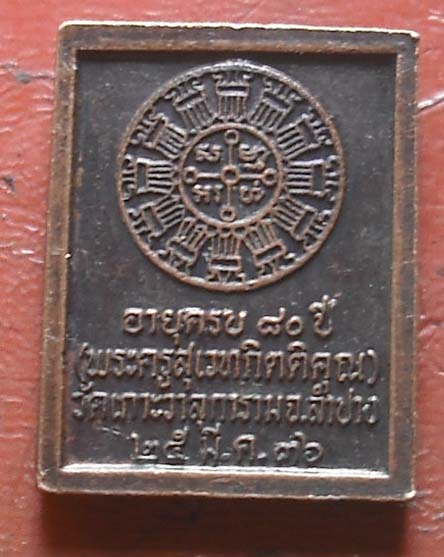 อายุครบ ๘๐ ปี
(พระครูสุเวทกิตติคุณ)
วัดเกาะวาลุการามจ.ลำปาง
๒๕ มี.ค.๓๖